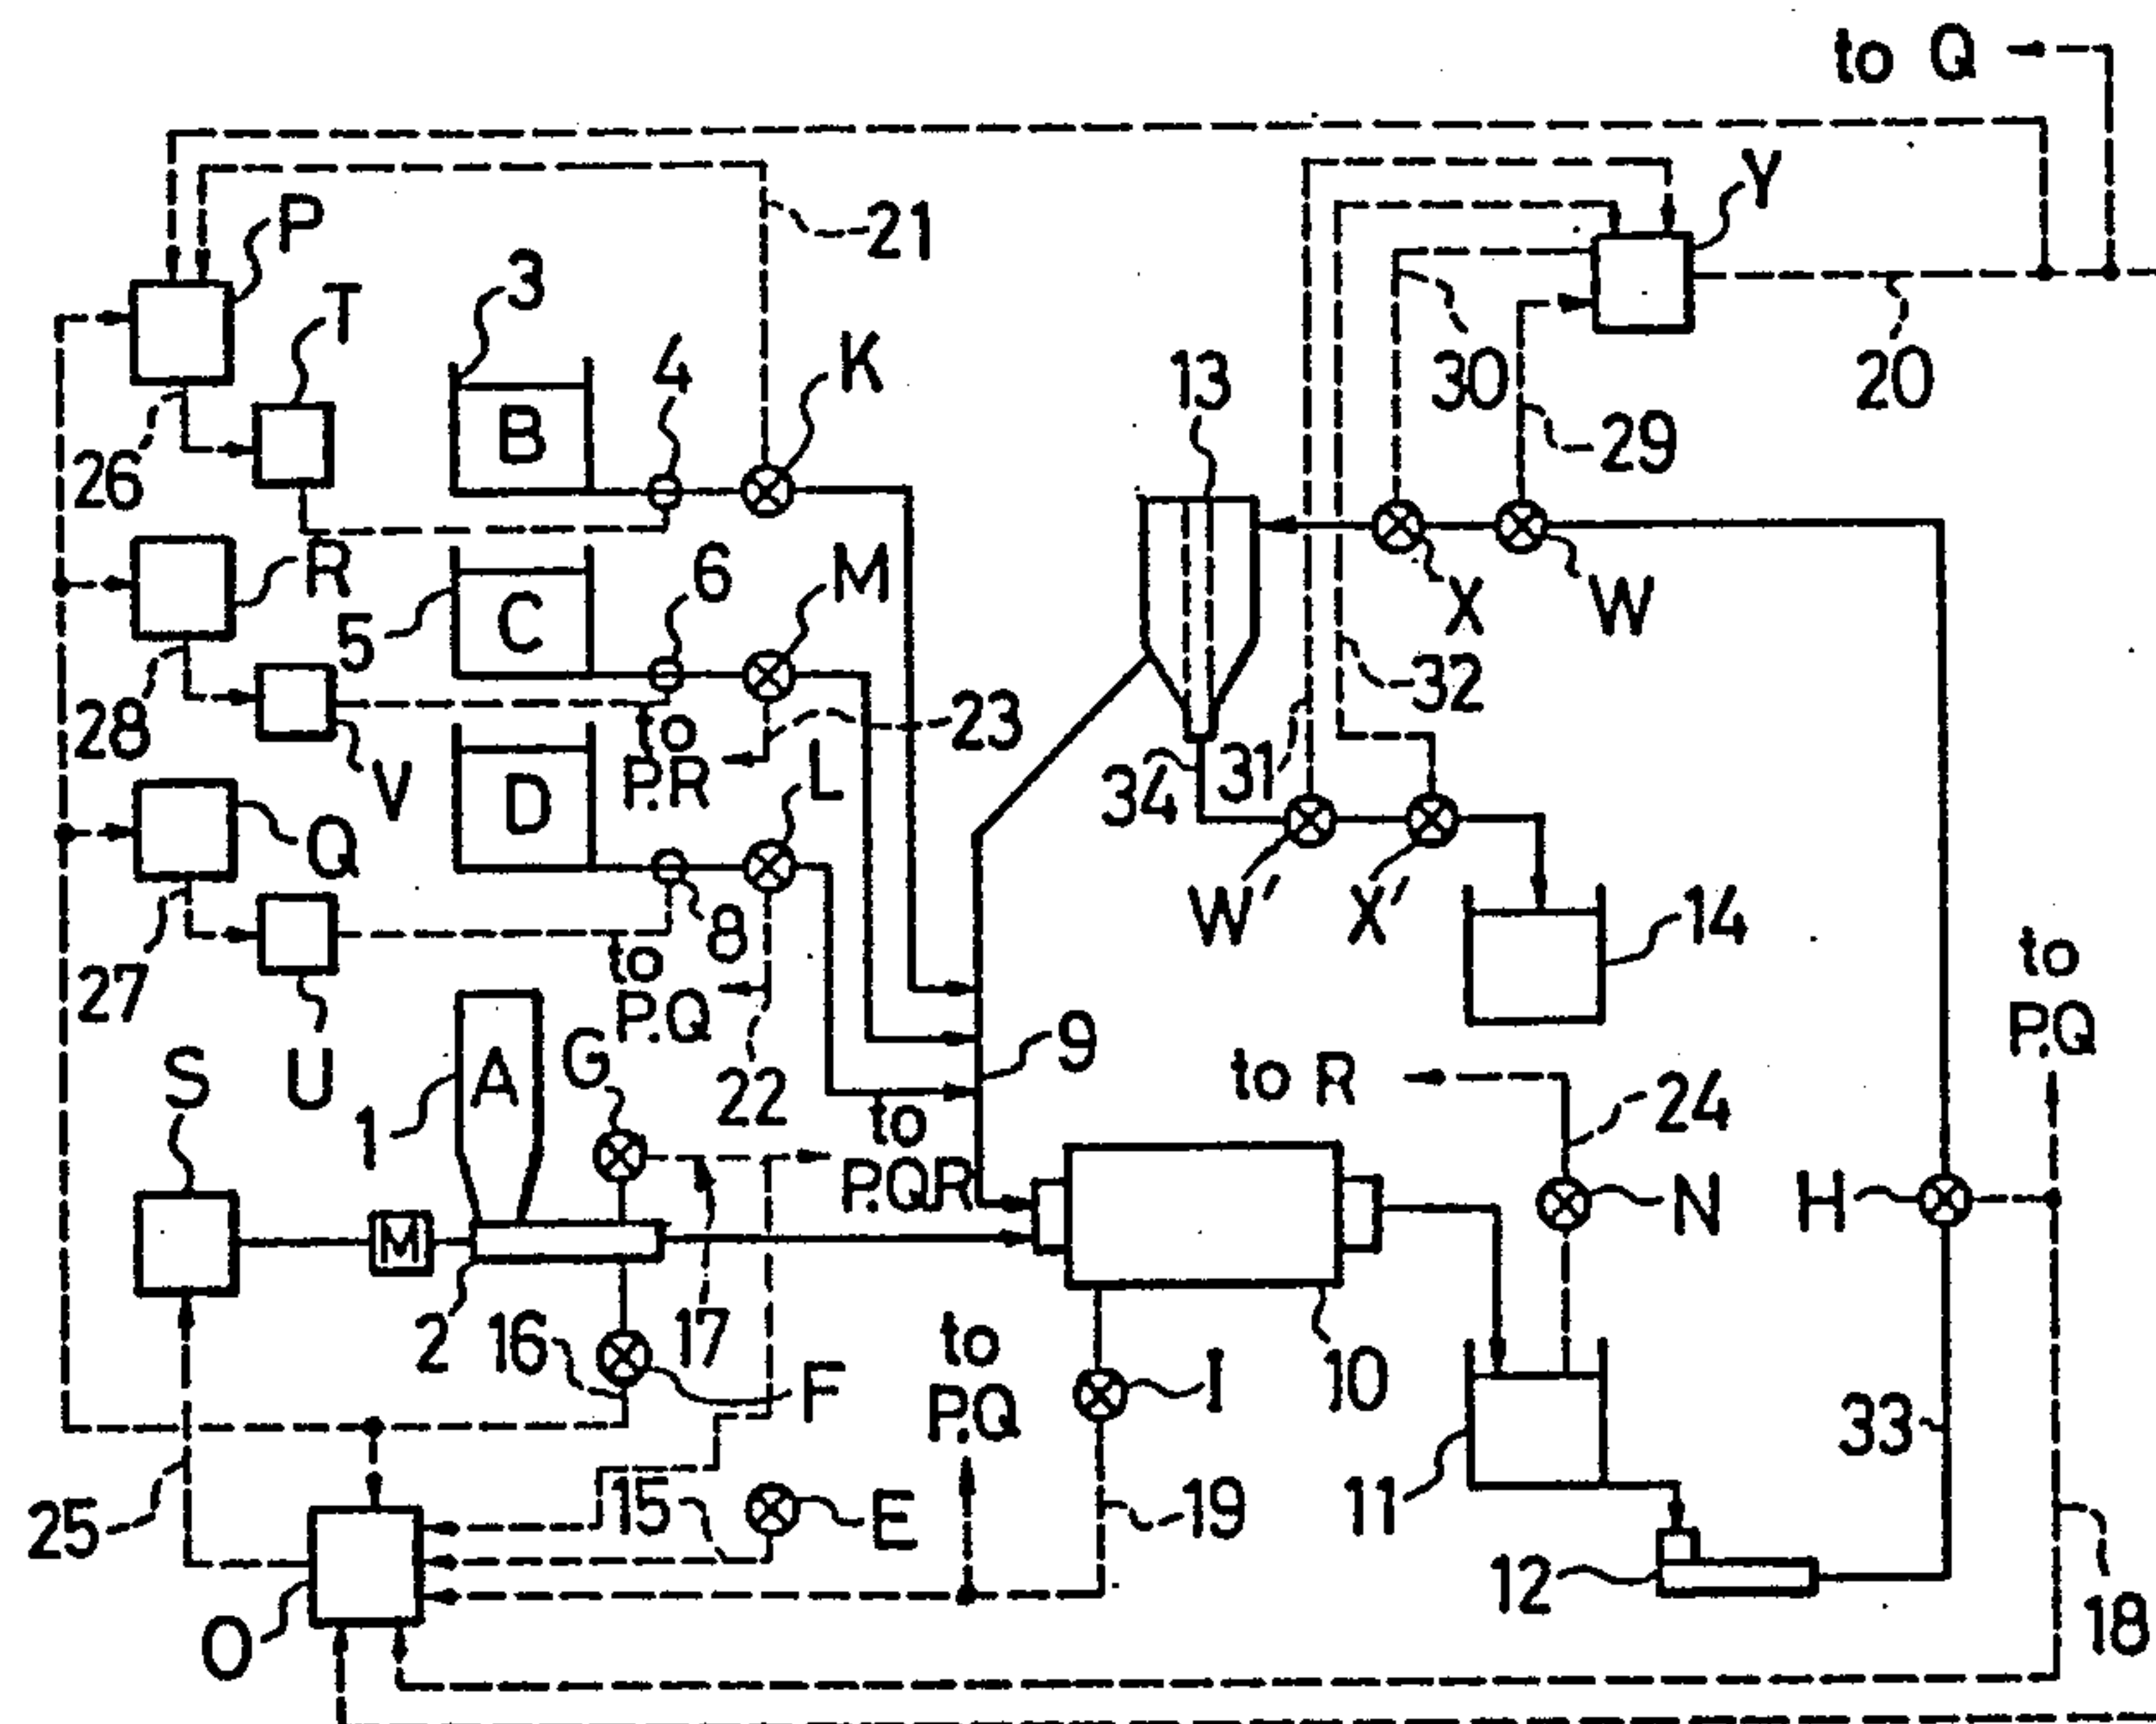 to Q
P
T
3
4
K
21
B
26
R
5
C
6
M
28
V
to
P.R
23
D
L
Q
8
27
U
to
P.Q
22
S
1
A
G
to
P.Q.R
9
M
2
16
17
F
25
15
E
O
to
P.Q
I
19
10
13
30
29
Y
20
X
W
32
31
34
W'
X'
14
to R
24
N
H
to
P.Q
11
12
33
18